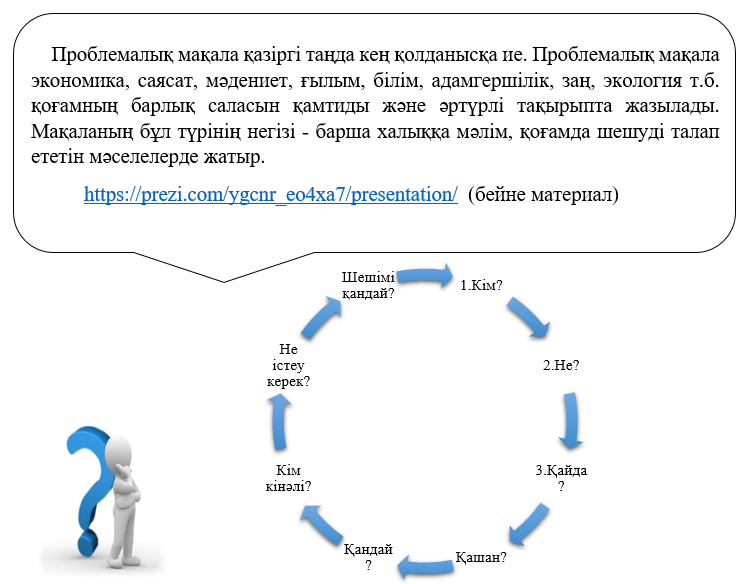 Проблемалық мақала қазіргі таңда кең қолданысқа ие. Проблемалық мақала
экономика, саясат, мәдениет, ғылым, білім, адамгершілік, заң, экология т.б.
қоғамның барлық саласын қамтиды және әртүрлі тақырыпта жазылады.
Мақаланың бұл түрінің негізі - барша халыққа мәлім, қоғамда шешуді талап
ететін мәселелерде жатыр.
https://prezi.com/ygcnr_eo4xa7/presentation/ (бейне материал)
1.Кім?
2.Не?
3.Қайда
?
Қашан?
Қандай
?
Кім
кінәлі?
Не
істеу
керек?
Шешімі
қандай?